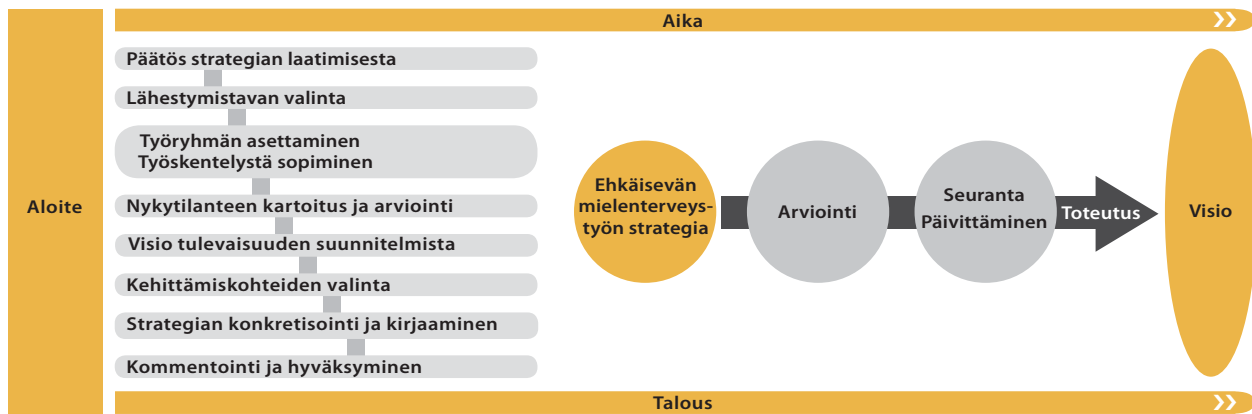 Aika
Aloite
Päätös strategian laatimisesta
Lähestymistavan valinta
Työryhmän asettaminen
Työskentelystä sopiminen
Nykytilanteen kartoitus ja arviointi
Visio tulevaisuuden suunnitelmista
Kehittämiskohteiden valinta
Strategian konkretisointi ja kirjaaminen
Kommentointi ja hyväksyminen
Ehkäisevän
mielenterveys-
työn strategia
Arviointi
Seuranta
Päivittäminen
Toteutus
Visio
Talous